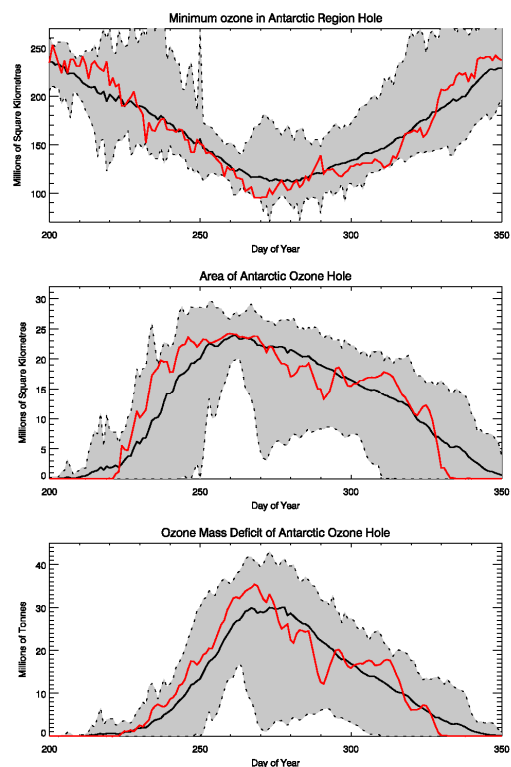 Minimum ozone in Antarctic Region Hole
Millions of Square Kilometres
250
200
150
100
200 250 300 350
Day of Year
Area of Antarctic Ozone Hole
Millions of Square Kilometres
30
25
20
15
10
5
0
200 250 300 350
Day of Year
Ozone Mass Deficit of Antarctic Ozone Hole
Millions of Tonnes
40
30
20
10
0
200 250 300 350
Day of Year